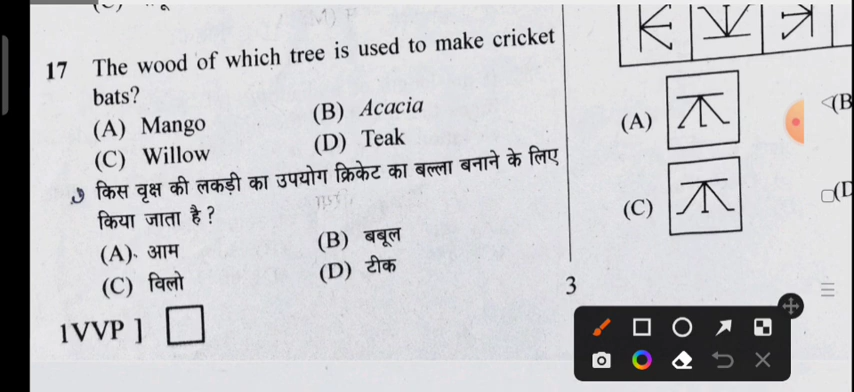 17 The wood of which tree is used to make cricket
bats?
(A) Mango (B) Acacia
(C) Willow (D) Teak
किस वृक्ष की लकड़ी का उपयोग क्रिकेट का बल्ला बनाने के लिए
किया जाता है ?
(A) आम (B) बबूल
(C) विलो (D) टीक
1VVP ]
3
(A)
(B
(C)
(D